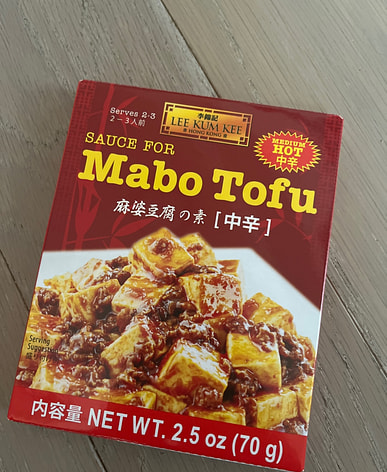 Serves 2-3
2－3人前
李錦記
LEE KUM KEE
HONG KONG
SAUCE FOR
MEDIUM
HOT
中辛
Mabo Tofu
麻婆豆腐の素 [中辛]
Serving
Suggestion
内容量 NET WT. 2.5 oz (70 g)